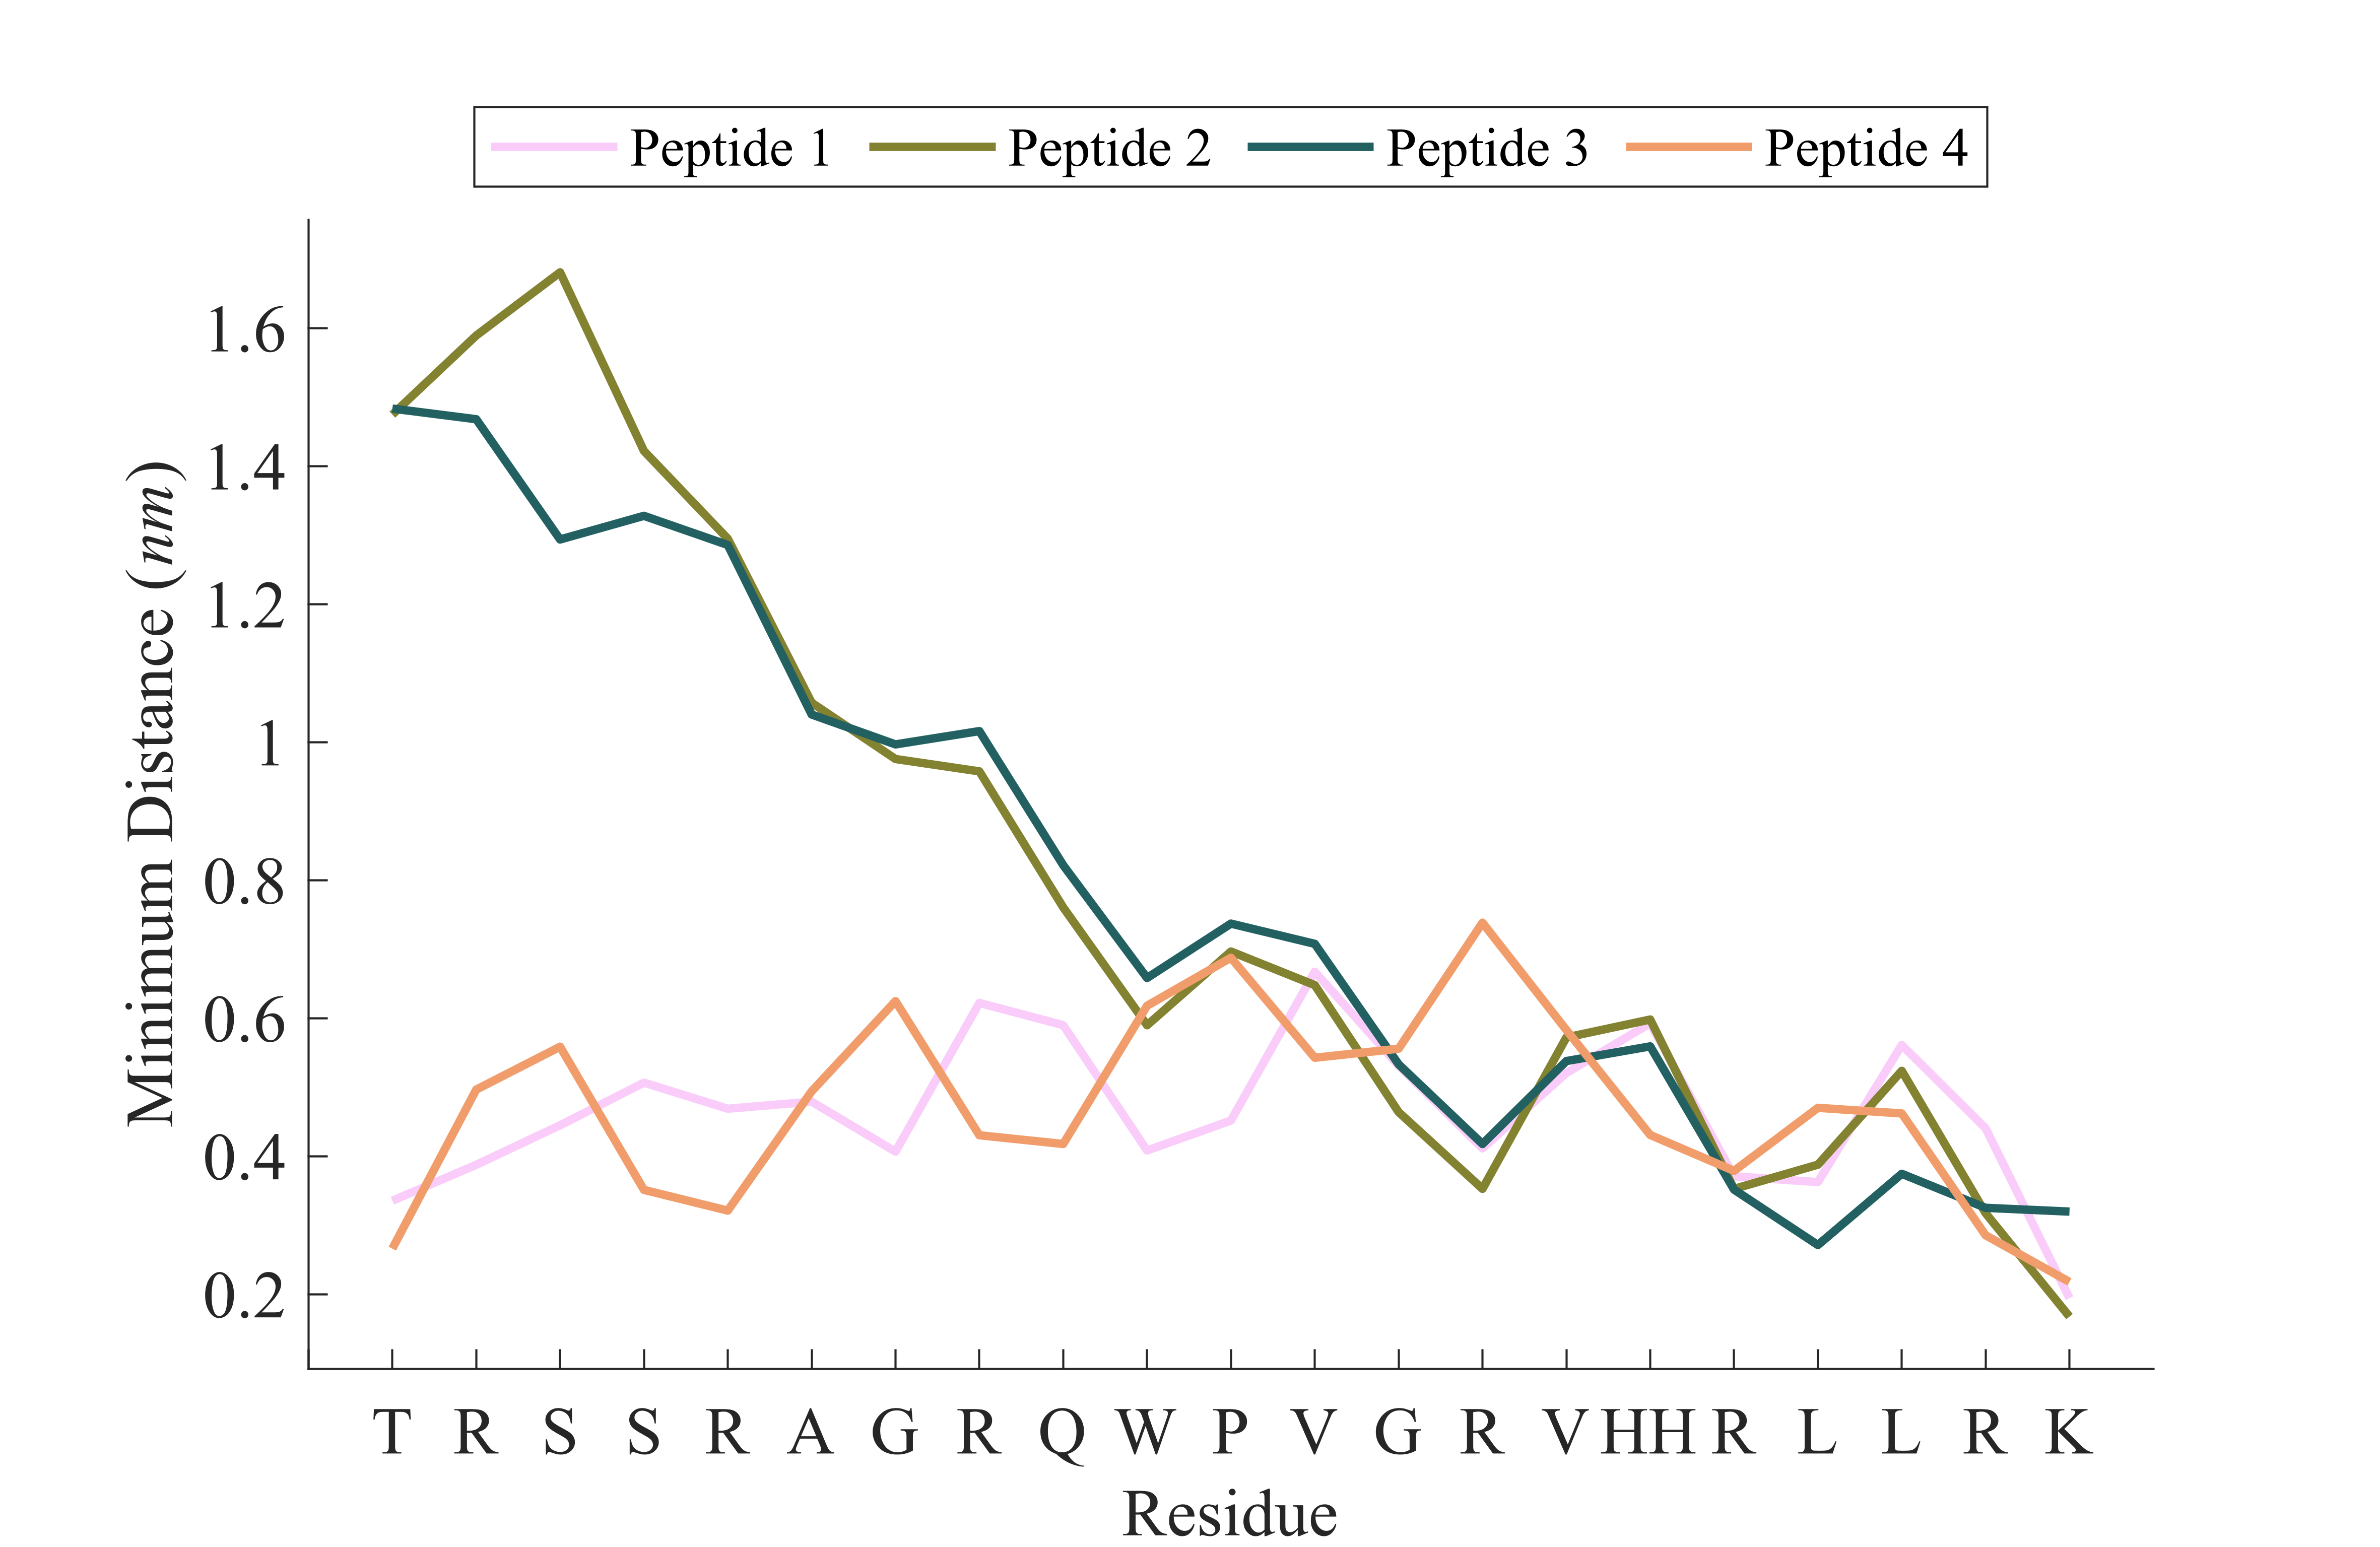 Peptide 1 Peptide 2 Peptide 3 Peptide 4
1.6
1.4
1.2
1
0.8
0.6
0.4
0.2
Minimum Distance (nm)
T R S S R A G R Q W P V G R V HH R L L R K
Residue